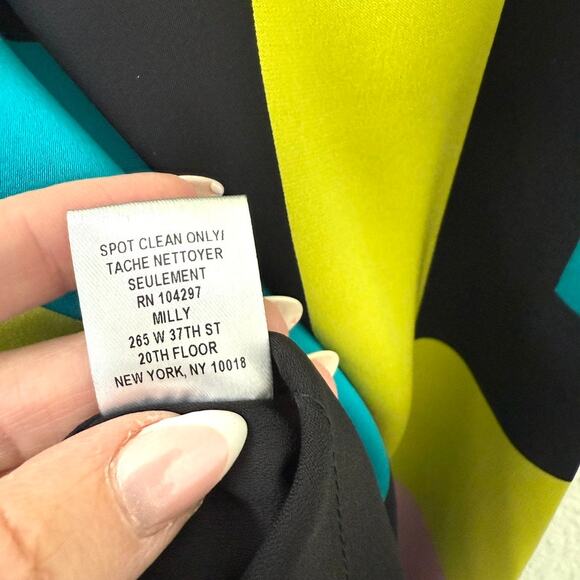 SPOT CLEAN ONLY/
TACHE NETTOYER
SEULEMENT
RN 104297
MILLY
265 W 37TH ST
20TH FLOOR
NEW YORK, NY 10018